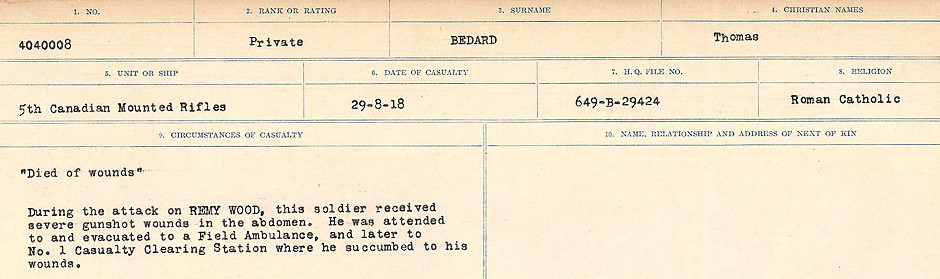 1. NO. 2. RANK OR RATING 3. SURNAME 4. CHRISTIAN NAMES
4040008 Private BEDARD Thomas
5. UNIT OR SHIP 6. DATE OF CASUALTY 7. H.Q. FILE NO. 8. RELIGION
5th Canadian Mounted Rifles 29-8-18 649-B-29424 Roman Catholic
9. CIRCUMSTANCES OF CASUALTY 10. NAME, RELATIONSHIP AND ADDRESS OF NEXT OF KIN
"Died of wounds"
During the attack on REMY WOOD, this soldier received
severe gunshot wounds in the abdomen. He was attended
to and evacuated to a Field Ambulance, and later to
No. 1 Casualty Clearing Station where he succumbed to his
wounds.